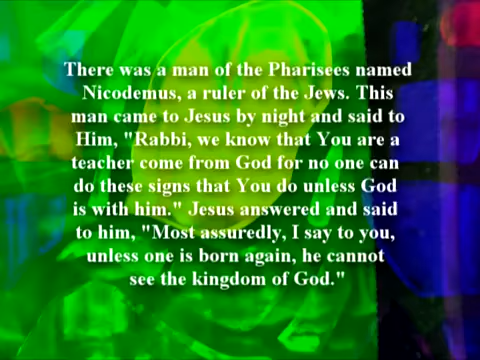 There was a man of the Pharisees named
Nicodemus, a ruler of the Jews. This
man came to Jesus by night and said to
Him, "Rabbi, we know that You are a
teacher come from God for no one can
do these signs that You do unless God
is with him." Jesus answered and said
to him, "Most assuredly, I say to you,
unless one is born again, he cannot
see the kingdom of God."